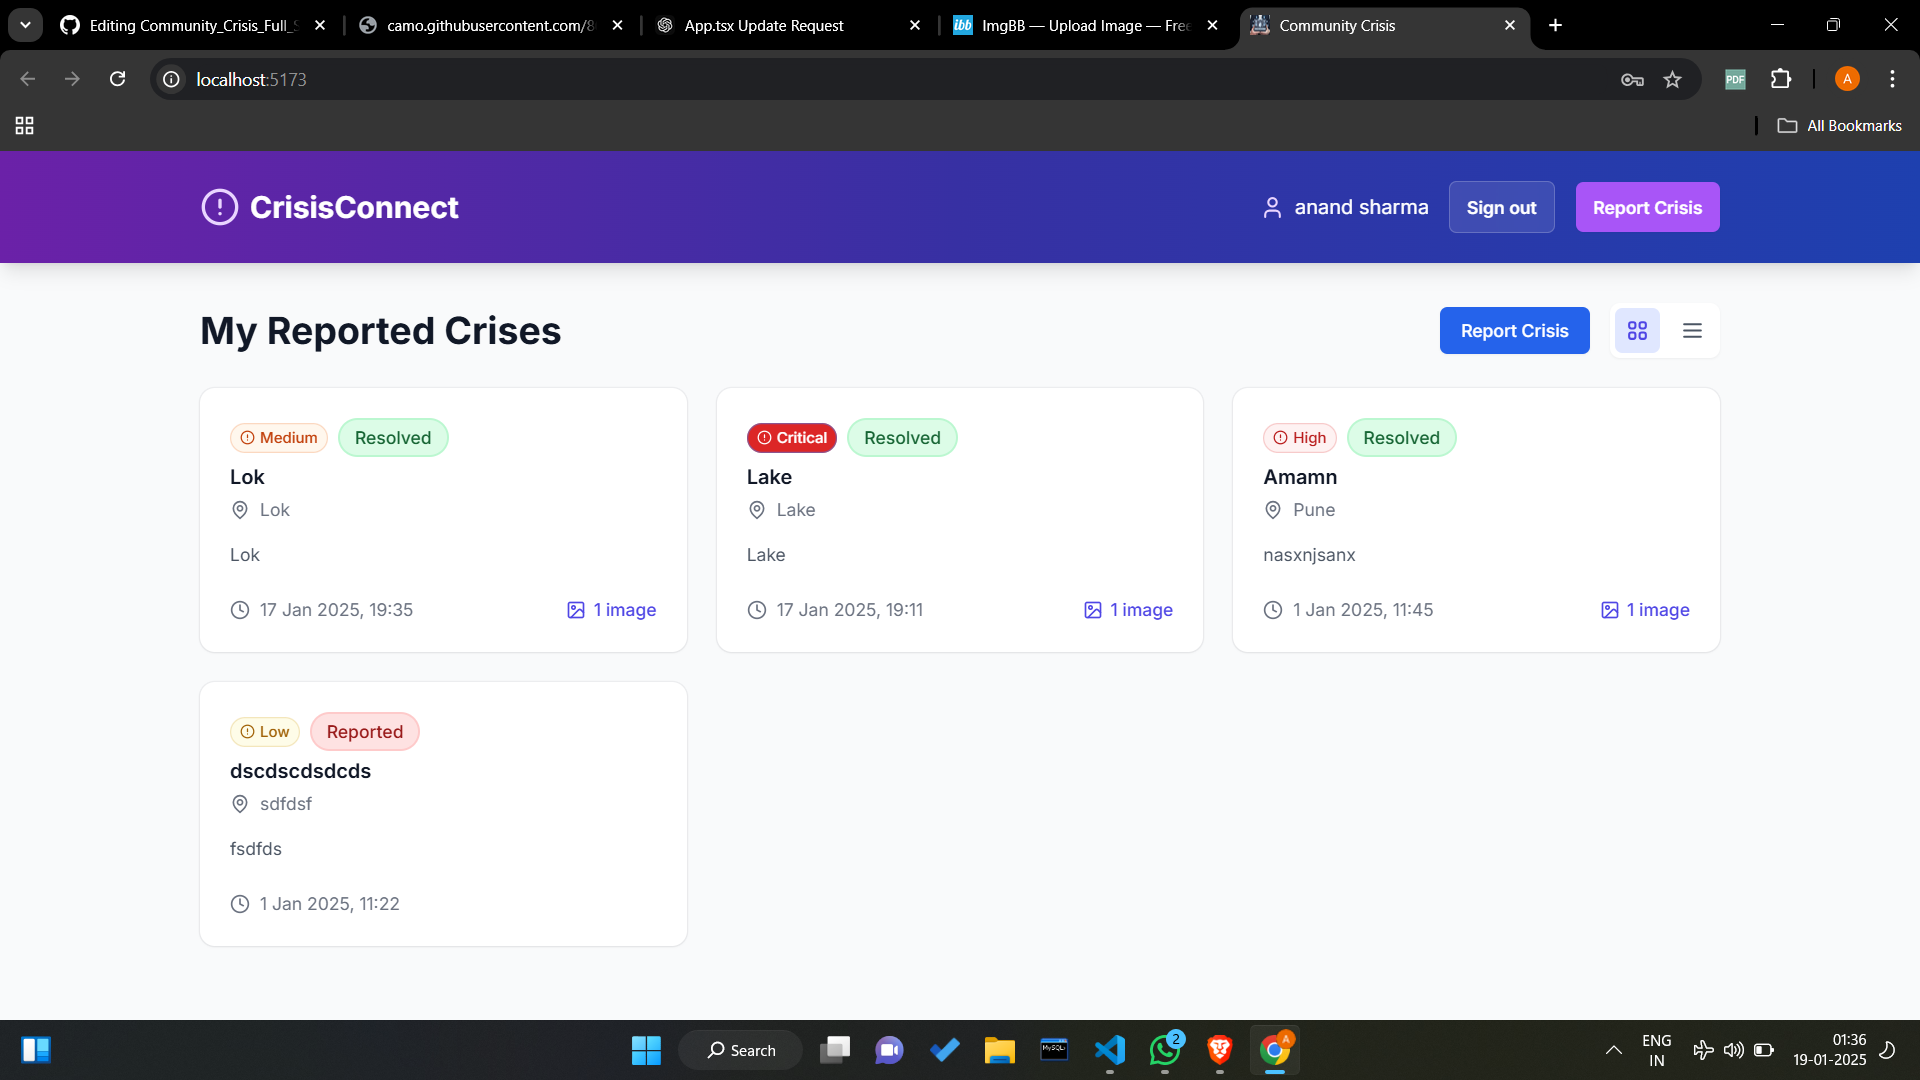 Editing Community_Crisis_Full_S
camo.githubusercontent.com/8
App.tsx Update Request
ibb ImgBB — Upload Image — Free
Community Crisis
localhost:5173
PDF
A
All Bookmarks
CrisisConnect
anand sharma
Sign out
Report Crisis
My Reported Crises
Report Crisis
Medium
Resolved
Lok
Lok
Lok
17 Jan 2025, 19:35
1 image
Critical
Resolved
Lake
Lake
Lake
17 Jan 2025, 19:11
1 image
High
Resolved
Amamn
Pune
nasxnjsanx
1 Jan 2025, 11:45
1 image
Low
Reported
dscdscdsdcds
sdfdsf
fsdfds
1 Jan 2025, 11:22
Search
MySQL
2
A
ENG
IN
01:36
19-01-2025